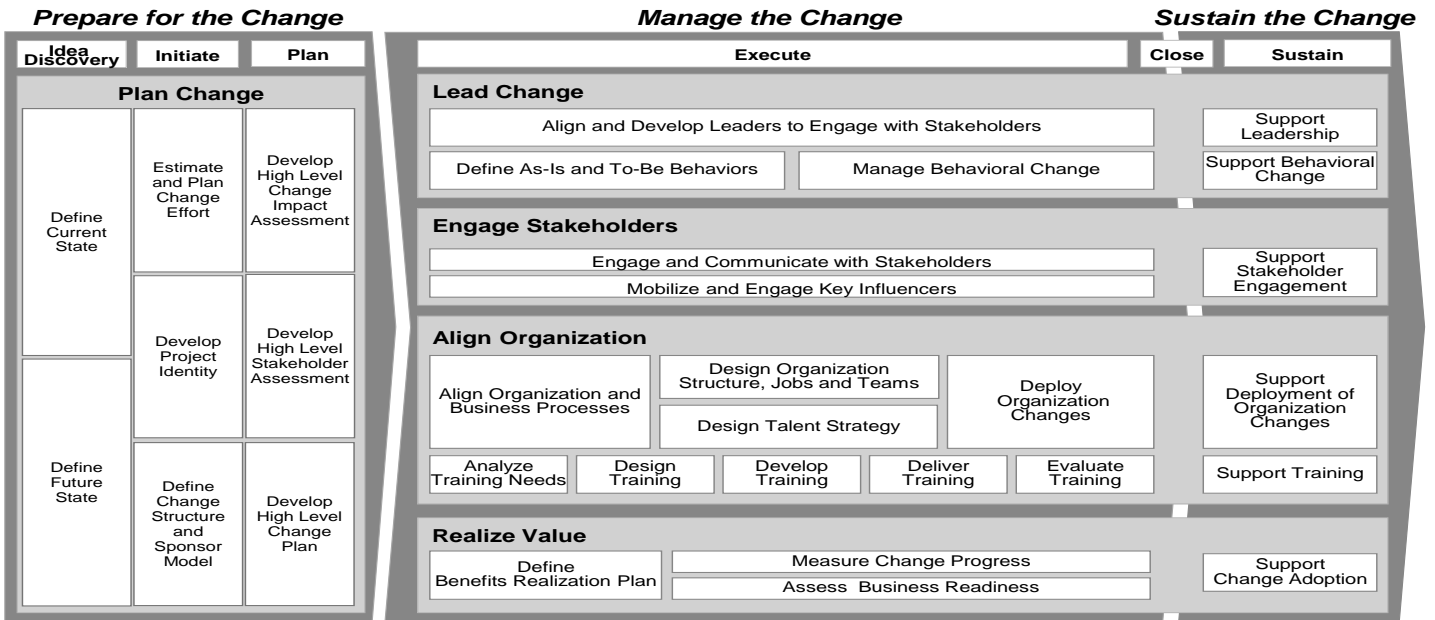 Prepare for the Change
Manage the Change
Sustain the Change
Idea
Discovery
Initiate
Plan
Execute
Close
Sustain
Plan Change
Define
Current
State
Define
Future
State
Estimate
and Plan
Change
Effort
Develop
Project
Identity
Define
Change
Structure
and
Sponsor
Model
Develop
High Level
Change
Impact
Assessment
Develop
High Level
Stakeholder
Assessment
Develop
High Level
Change
Plan
Lead Change
Align and Develop Leaders to Engage with Stakeholders
Define As-Is and To-Be Behaviors
Manage Behavioral Change
Support
Leadership
Support Behavioral
Change
Engage Stakeholders
Engage and Communicate with Stakeholders
Mobilize and Engage Key Influencers
Support
Stakeholder
Engagement
Align Organization
Align Organization and
Business Processes
Design Organization
Structure, Jobs and Teams
Design Talent Strategy
Deploy
Organization
Changes
Support
Deployment of
Organization
Changes
Analyze
Training Needs
Design
Training
Develop
Training
Deliver
Training
Evaluate
Training
Support Training
Realize Value
Define
Benefits Realization Plan
Measure Change Progress
Assess Business Readiness
Support
Change Adoption